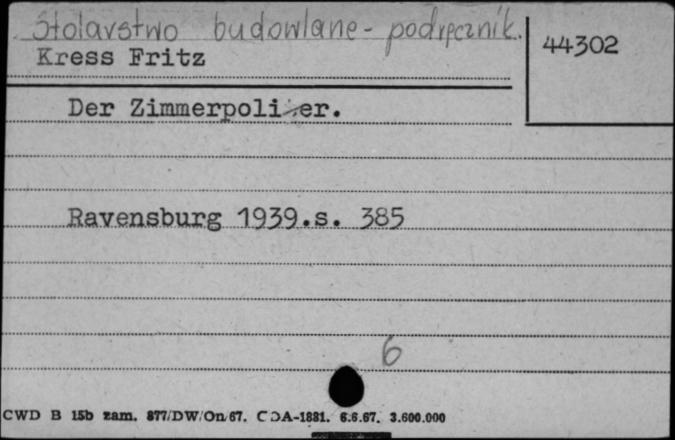 Stolarstwo budowlane - podręcznik.
44302
Kress Fritz
Der Zimmerpolier.
Ravensburg 1939.s. 385
6
CWD B 15b zam. 877/DW/On/67. CDA-1881. 6.6.67. 3.600.000